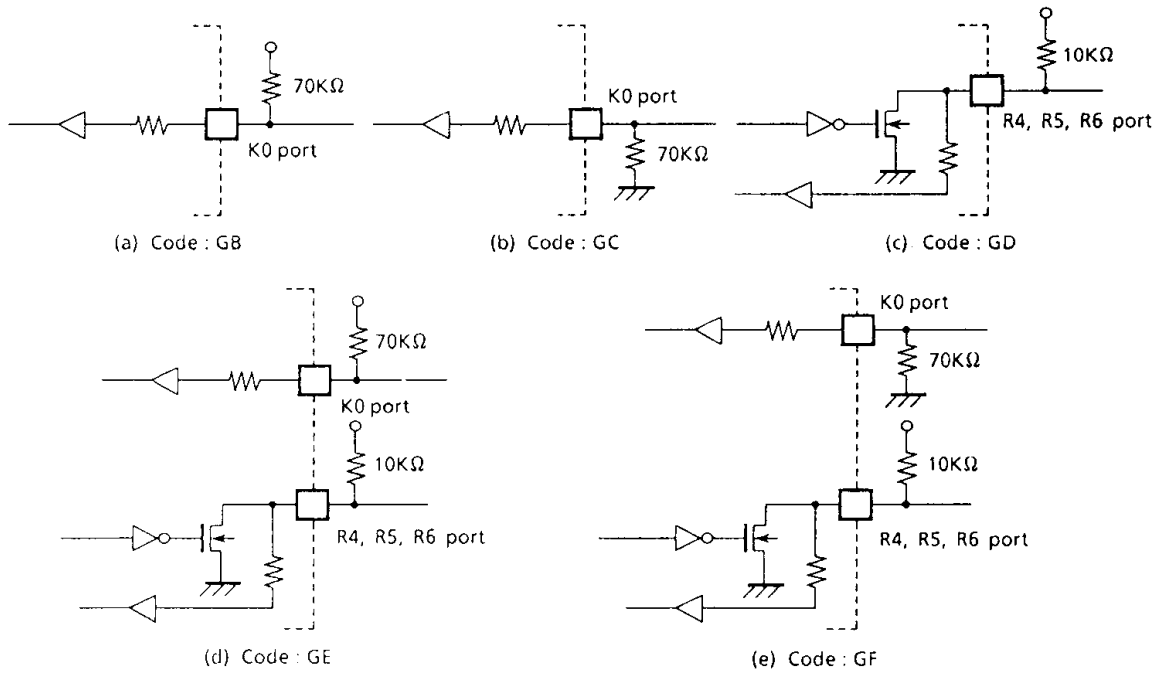 70KΩ
K0 port
(a) Code : GB
K0 port
70KΩ
(b) Code : GC
10KΩ
R4, R5, R6 port
(c) Code : GD
70KΩ
K0 port
10KΩ
R4, R5, R6 port
(d) Code : GE
K0 port
70KΩ
10KΩ
R4, R5, R6 port
(e) Code : GF